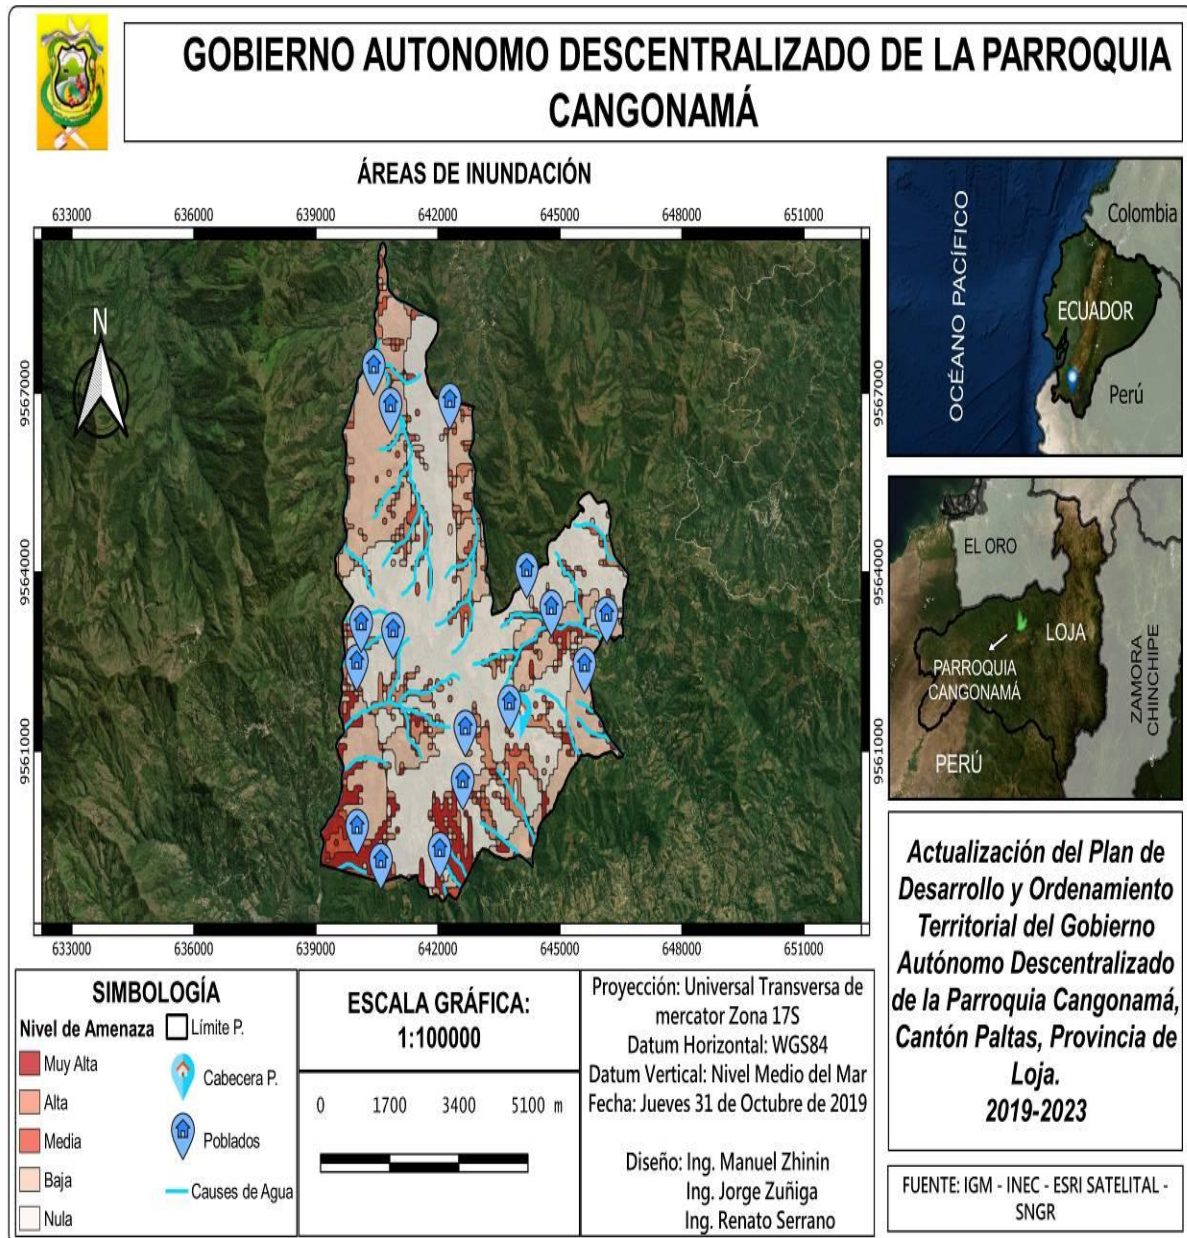 GOBIERNO AUTONOMO DESCENTRALIZADO DE LA PARROQUIA
CANGONAMÁ
ÁREAS DE INUNDACIÓN
633000 636000 639000 642000 645000 648000 651000
9567000
9564000
9561000
9567000
9564000
9561000
N
633000 636000 639000 642000 645000 648000 651000
OCÉANO PACÍFICO
Colombia
ECUADOR
Perú
EL ORO
LOJA
PARROQUIA
CANGONAMÁ
ZAMORA
CHINCHIPE
PERÚ
SIMBOLOGÍA
Nivel de Amenaza
Muy Alta
Alta
Media
Baja
Nula
Límite P.
Cabecera P.
Poblados
Causes de Agua
ESCALA GRÁFICA:
1:100000
0 1700 3400 5100 m
Proyección: Universal Transversa de
mercator Zona 17S
Datum Horizontal: WGS84
Datum Vertical: Nivel Medio del Mar
Fecha: Jueves 31 de Octubre de 2019
Diseño: Ing. Manuel Zhinin
Ing. Jorge Zuñiga
Ing. Renato Serrano
Actualización del Plan de
Desarrollo y Ordenamiento
Territorial del Gobierno
Autónomo Descentralizado
de la Parroquia Cangonamá,
Cantón Paltas, Provincia de
Loja.
2019-2023
FUENTE: IGM - INEC - ESRI SATELITAL -
SNGR